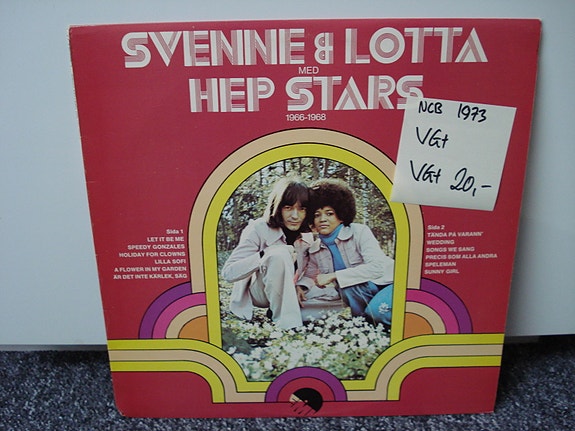 SVENNE & LOTTA
MED
HEP STARS
1966-1968
NCB 1973
VG+
VG+ 20,-
Sida 1
LET IT BE ME
SPEEDY GONZALES
HOLIDAY FOR CLOWNS
LILLA SOFI
A FLOWER IN MY GARDEN
ÄR DET INTE KÄRLEK, SÄG
Sida 2
TÄNDA PÅ VARANN'
WEDDING
SONGS WE SANG
PRECIS SOM ALLA ANDRA
SPELEMAN
SUNNY GIRL